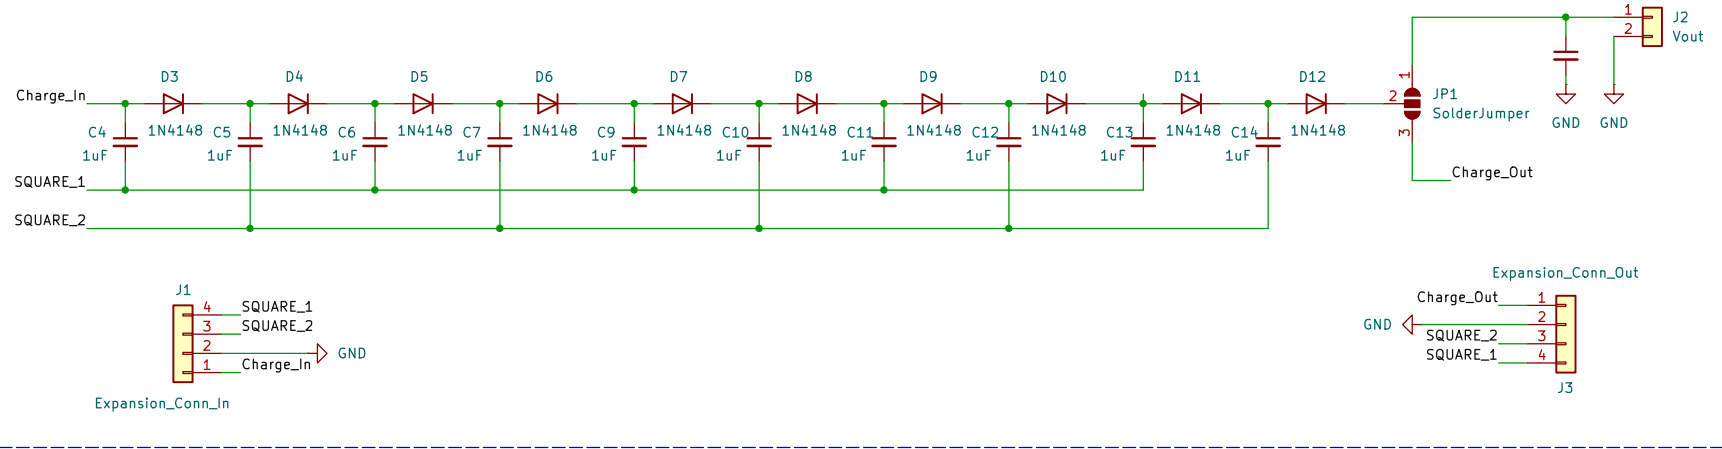 1
J2
2
Vout
D3
D4
D5
D6
D7
D8
D9
D10
D11
D12
Charge_In
1
2
JP1
SolderJumper
3
GND
GND
C4
1N4148
C5
1N4148
C6
1N4148
C7
1N4148
C9
1N4148
C10
1N4148
C11
1N4148
C12
1N4148
C13
1N4148
C14
1N4148
1uF
1uF
1uF
1uF
1uF
1uF
1uF
1uF
1uF
1uF
Charge_Out
SQUARE_1
SQUARE_2
J1
4
SQUARE_1
3
SQUARE_2
2
GND
1
Charge_In
Expansion_Conn_In
Expansion_Conn_Out
Charge_Out
1
GND
2
SQUARE_2
3
SQUARE_1
4
J3